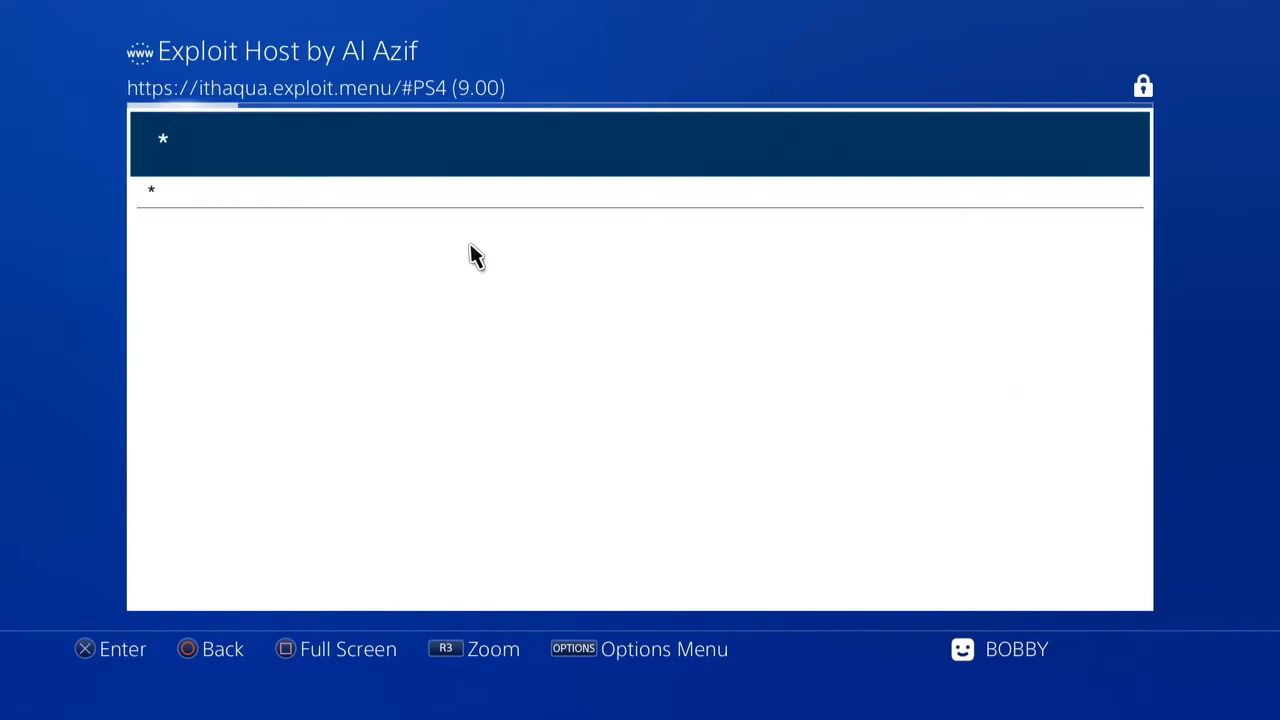 www Exploit Host by Al Azif
https://ithaqua.exploit.menu/#PS4 (9.00)
*
*
Enter Back Full Screen R3 Zoom OPTIONS Options Menu BOBBY